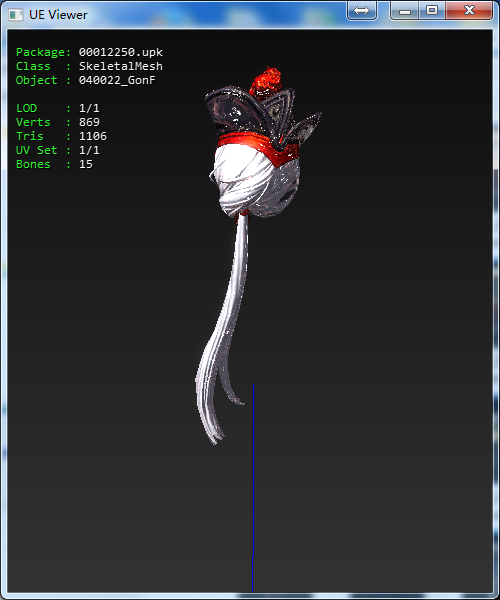 UE Viewer
Package: 00012250.upk
Class : SkeletalMesh
Object : 040022_GonF
LOD : 1/1
Verts : 869
Tris : 1106
UV Set : 1/1
Bones : 15